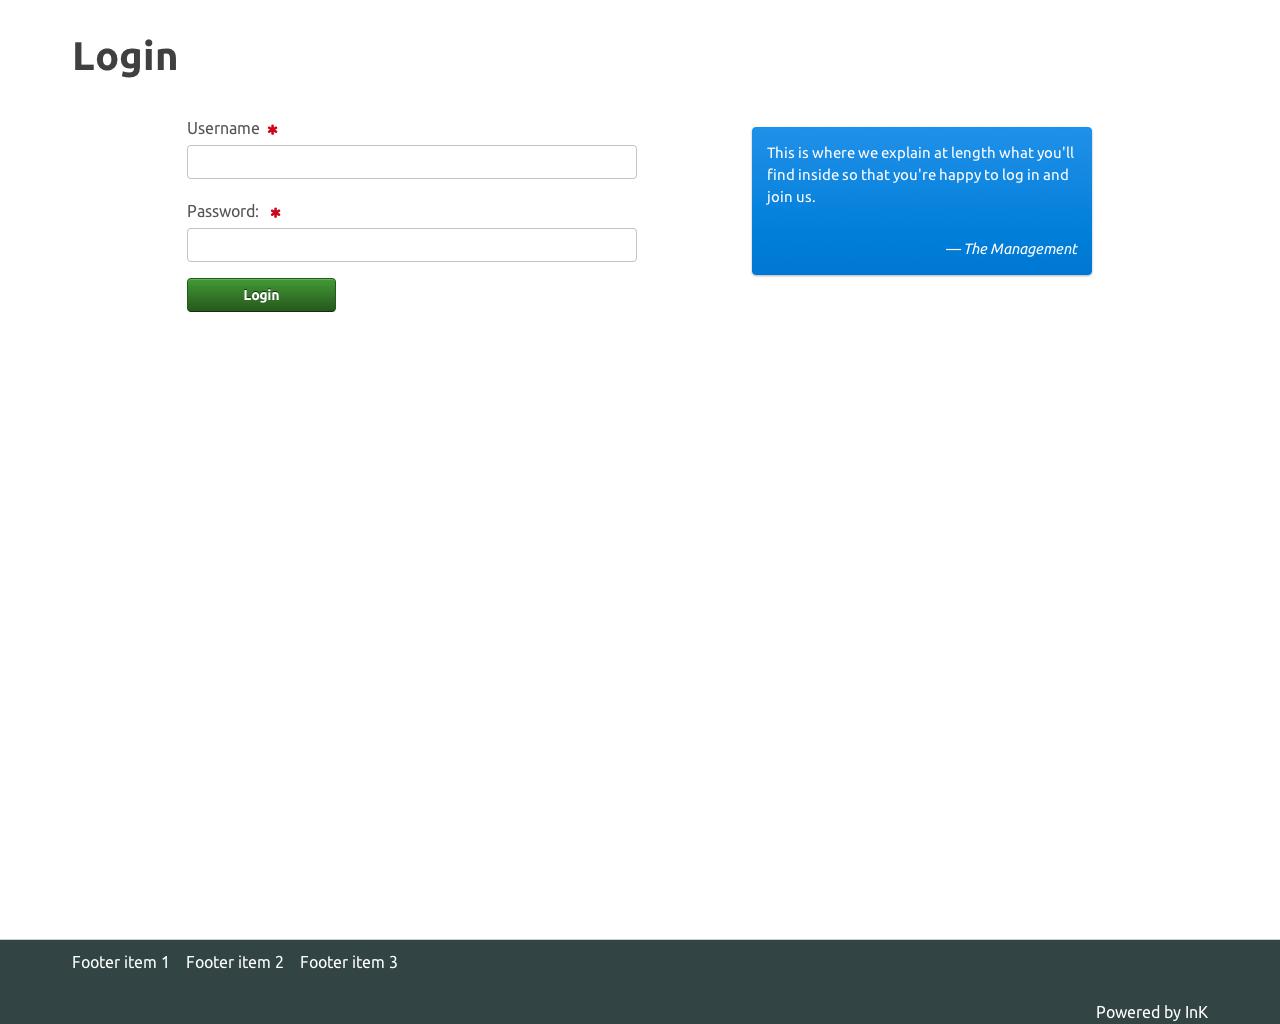 Login
Username ✱
Password: ✱
Login
This is where we explain at length what you'll
find inside so that you're happy to log in and
join us.
— The Management
Footer item 1 Footer item 2 Footer item 3
Powered by InK